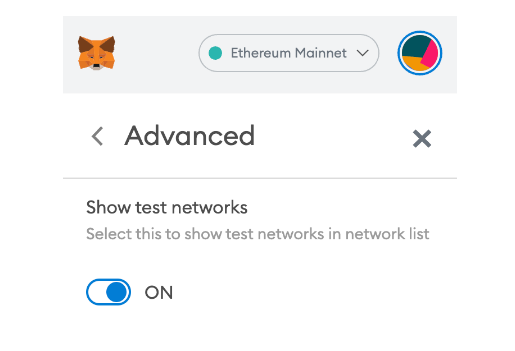 Ethereum Mainnet
Advanced
Show test networks
Select this to show test networks in network list
ON